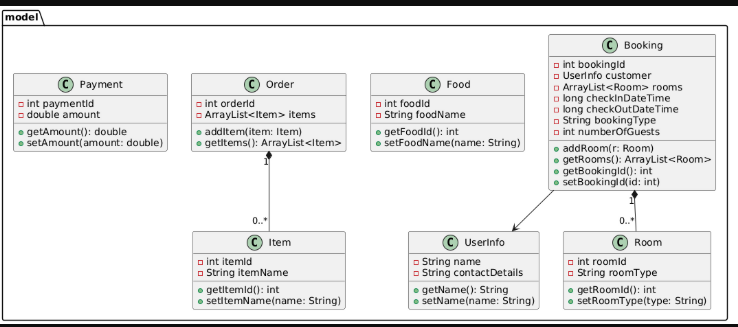 model
C Payment
int paymentId
double amount
getAmount(): double
setAmount(amount: double)
C Order
int orderId
ArrayList<Item> items
addItem(item: Item)
getItems(): ArrayList<Item>
C Food
int foodId
String foodName
getFoodId(): int
setFoodName(name: String)
C Booking
int bookingId
UserInfo customer
ArrayList<Room> rooms
long checkInDateTime
long checkOutDateTime
String bookingType
int numberOfGuests
addRoom(r: Room)
getRooms(): ArrayList<Room>
getBookingId(): int
setBookingId(id: int)
1
0..*
1
0..*
C Item
int itemId
String itemName
getItemId(): int
setItemName(name: String)
C UserInfo
String name
String contactDetails
getName(): String
setName(name: String)
C Room
int roomId
String roomType
getRoomId(): int
setRoomType(type: String)